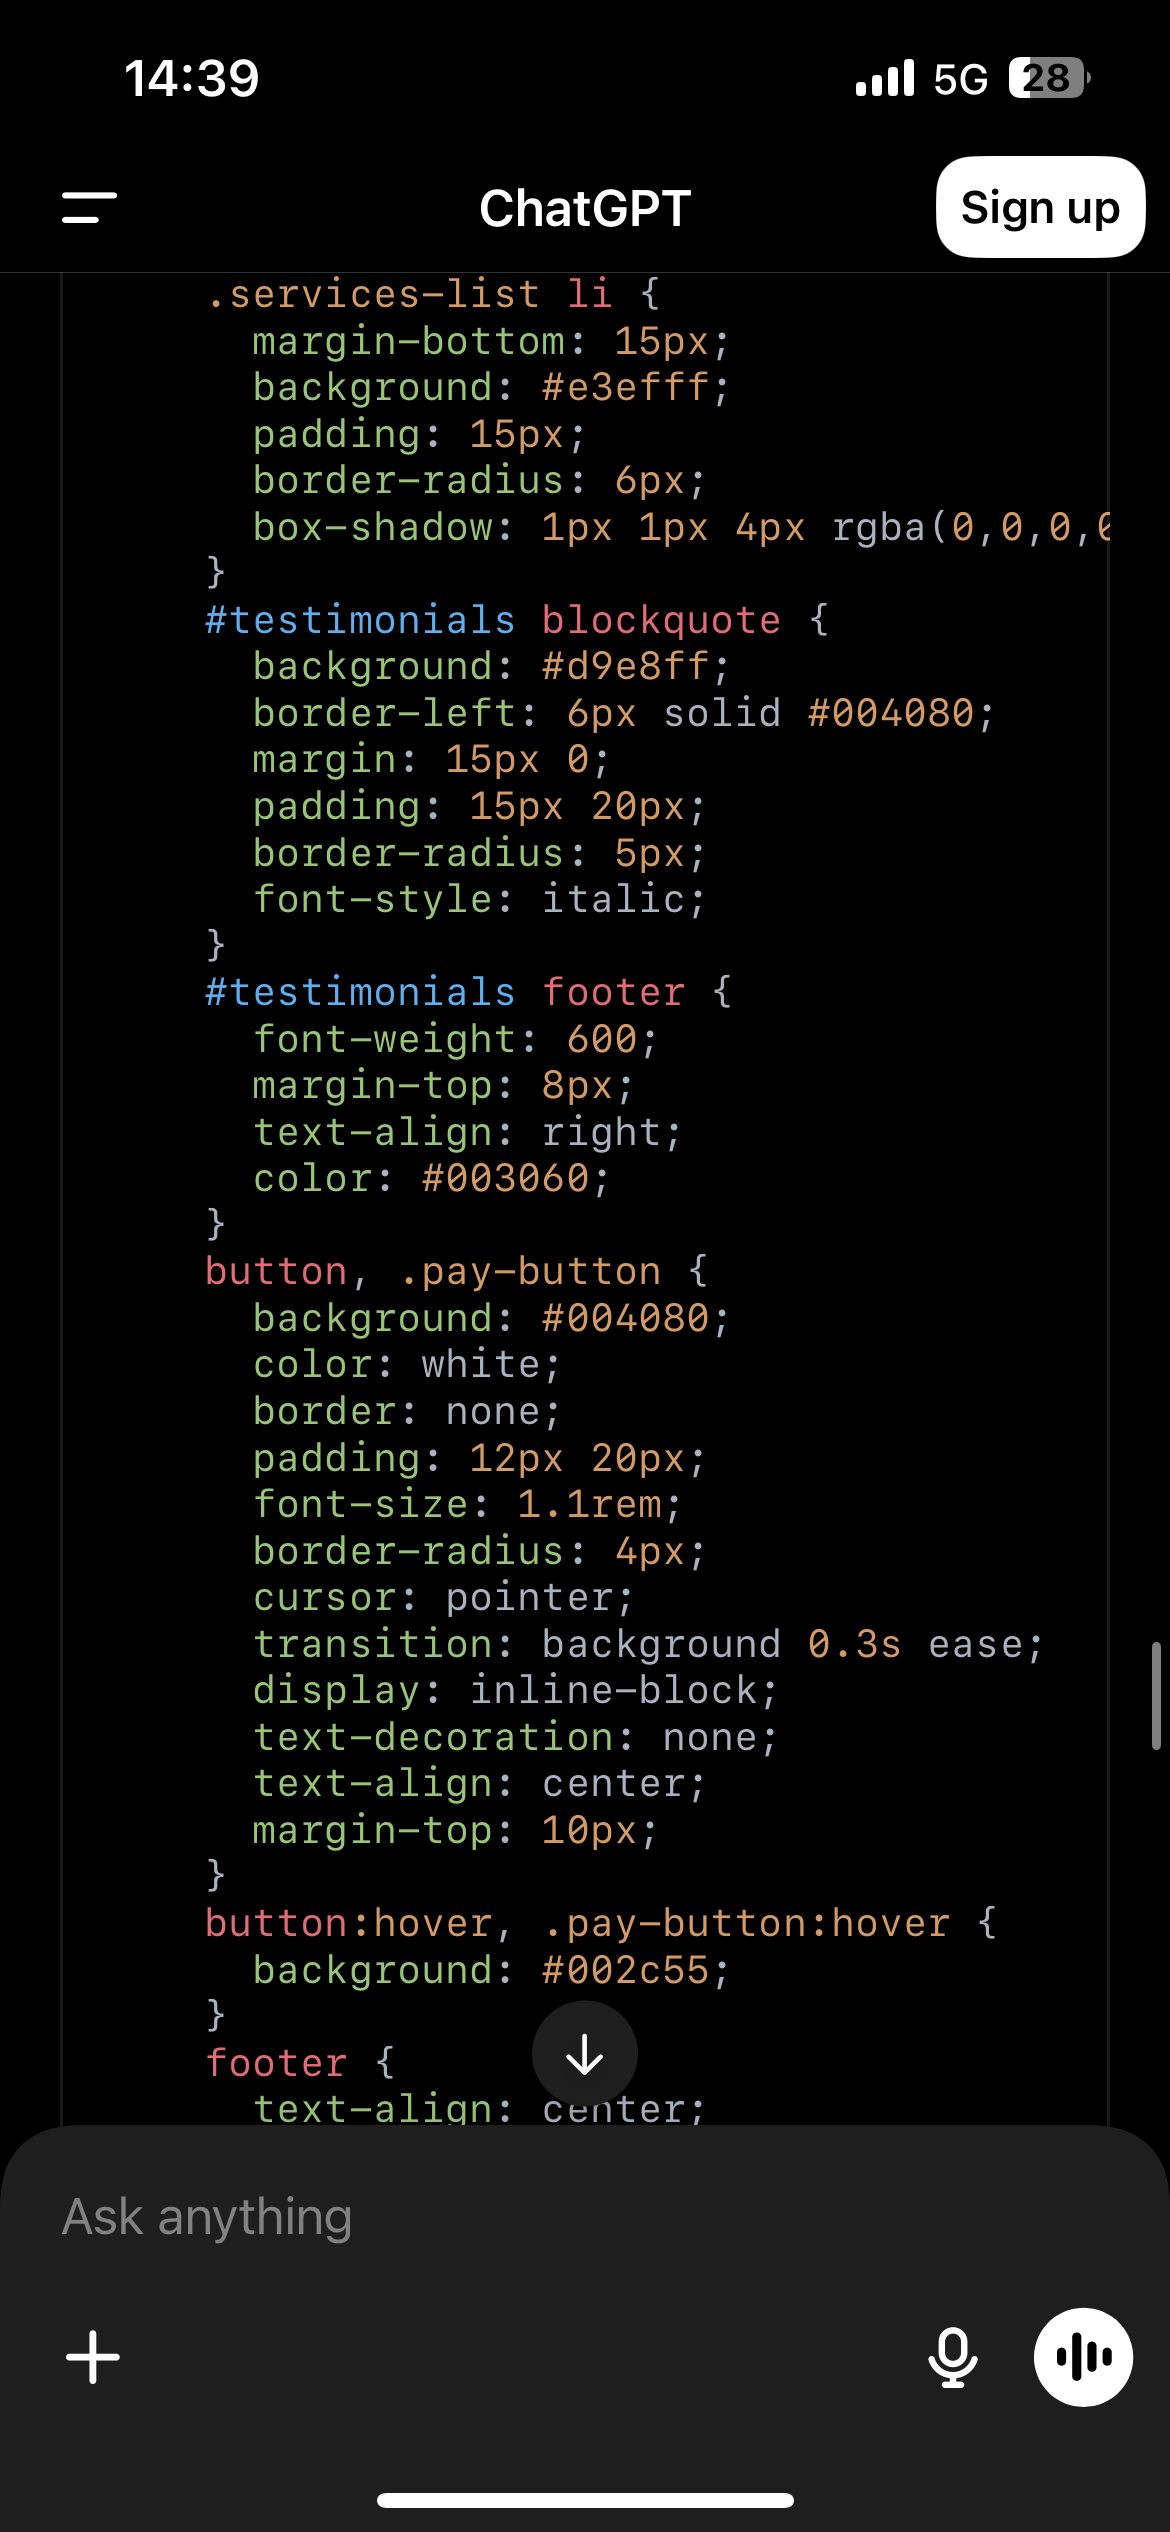 14:39
5G
28
ChatGPT
Sign up
.services-list li {
margin-bottom: 15px;
background: #e3efff;
padding: 15px;
border-radius: 6px;
box-shadow: 1px 1px 4px rgba(0,0,0,0
}
#testimonials blockquote {
background: #d9e8ff;
border-left: 6px solid #004080;
margin: 15px 0;
padding: 15px 20px;
border-radius: 5px;
font-style: italic;
}
#testimonials footer {
font-weight: 600;
margin-top: 8px;
text-align: right;
color: #003060;
}
button, .pay-button {
background: #004080;
color: white;
border: none;
padding: 12px 20px;
font-size: 1.1rem;
border-radius: 4px;
cursor: pointer;
transition: background 0.3s ease;
display: inline-block;
text-decoration: none;
text-align: center;
margin-top: 10px;
}
button:hover, .pay-button:hover {
background: #002c55;
}
footer {
text-align: center;
Ask anything